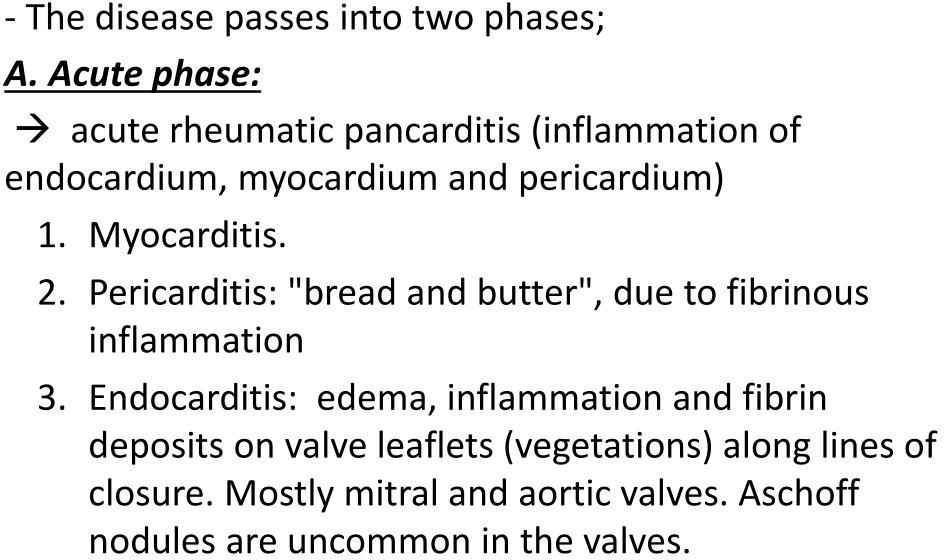 - The disease passes into two phases;
A. Acute phase:
→ acute rheumatic pancarditis (inflammation of
endocardium, myocardium and pericardium)
1. Myocarditis.
2. Pericarditis: "bread and butter", due to fibrinous
inflammation
3. Endocarditis: edema, inflammation and fibrin
deposits on valve leaflets (vegetations) along lines of
closure. Mostly mitral and aortic valves. Aschoff
nodules are uncommon in the valves.